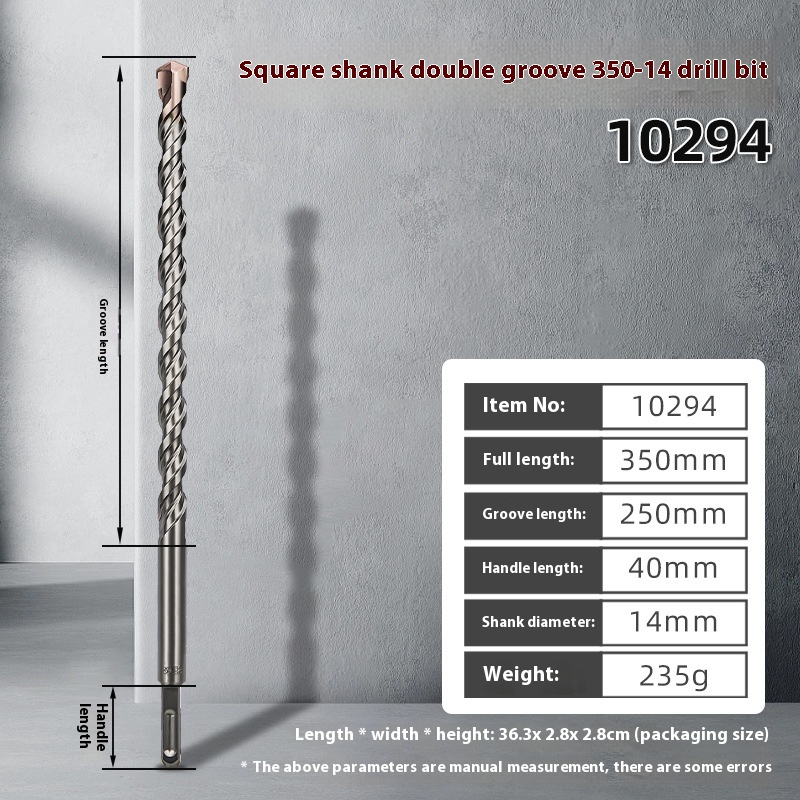 Square shank double groove 350-14 drill bit
10294
Groove length
Item No: 10294
Full length: 350mm
Groove length: 250mm
Handle length: 40mm
Shank diameter: 14mm
Weight: 235g
Handle
length
Length * width * height: 36.3x 2.8x 2.8cm (packaging size)
* The above parameters are manual measurement, there are some errors